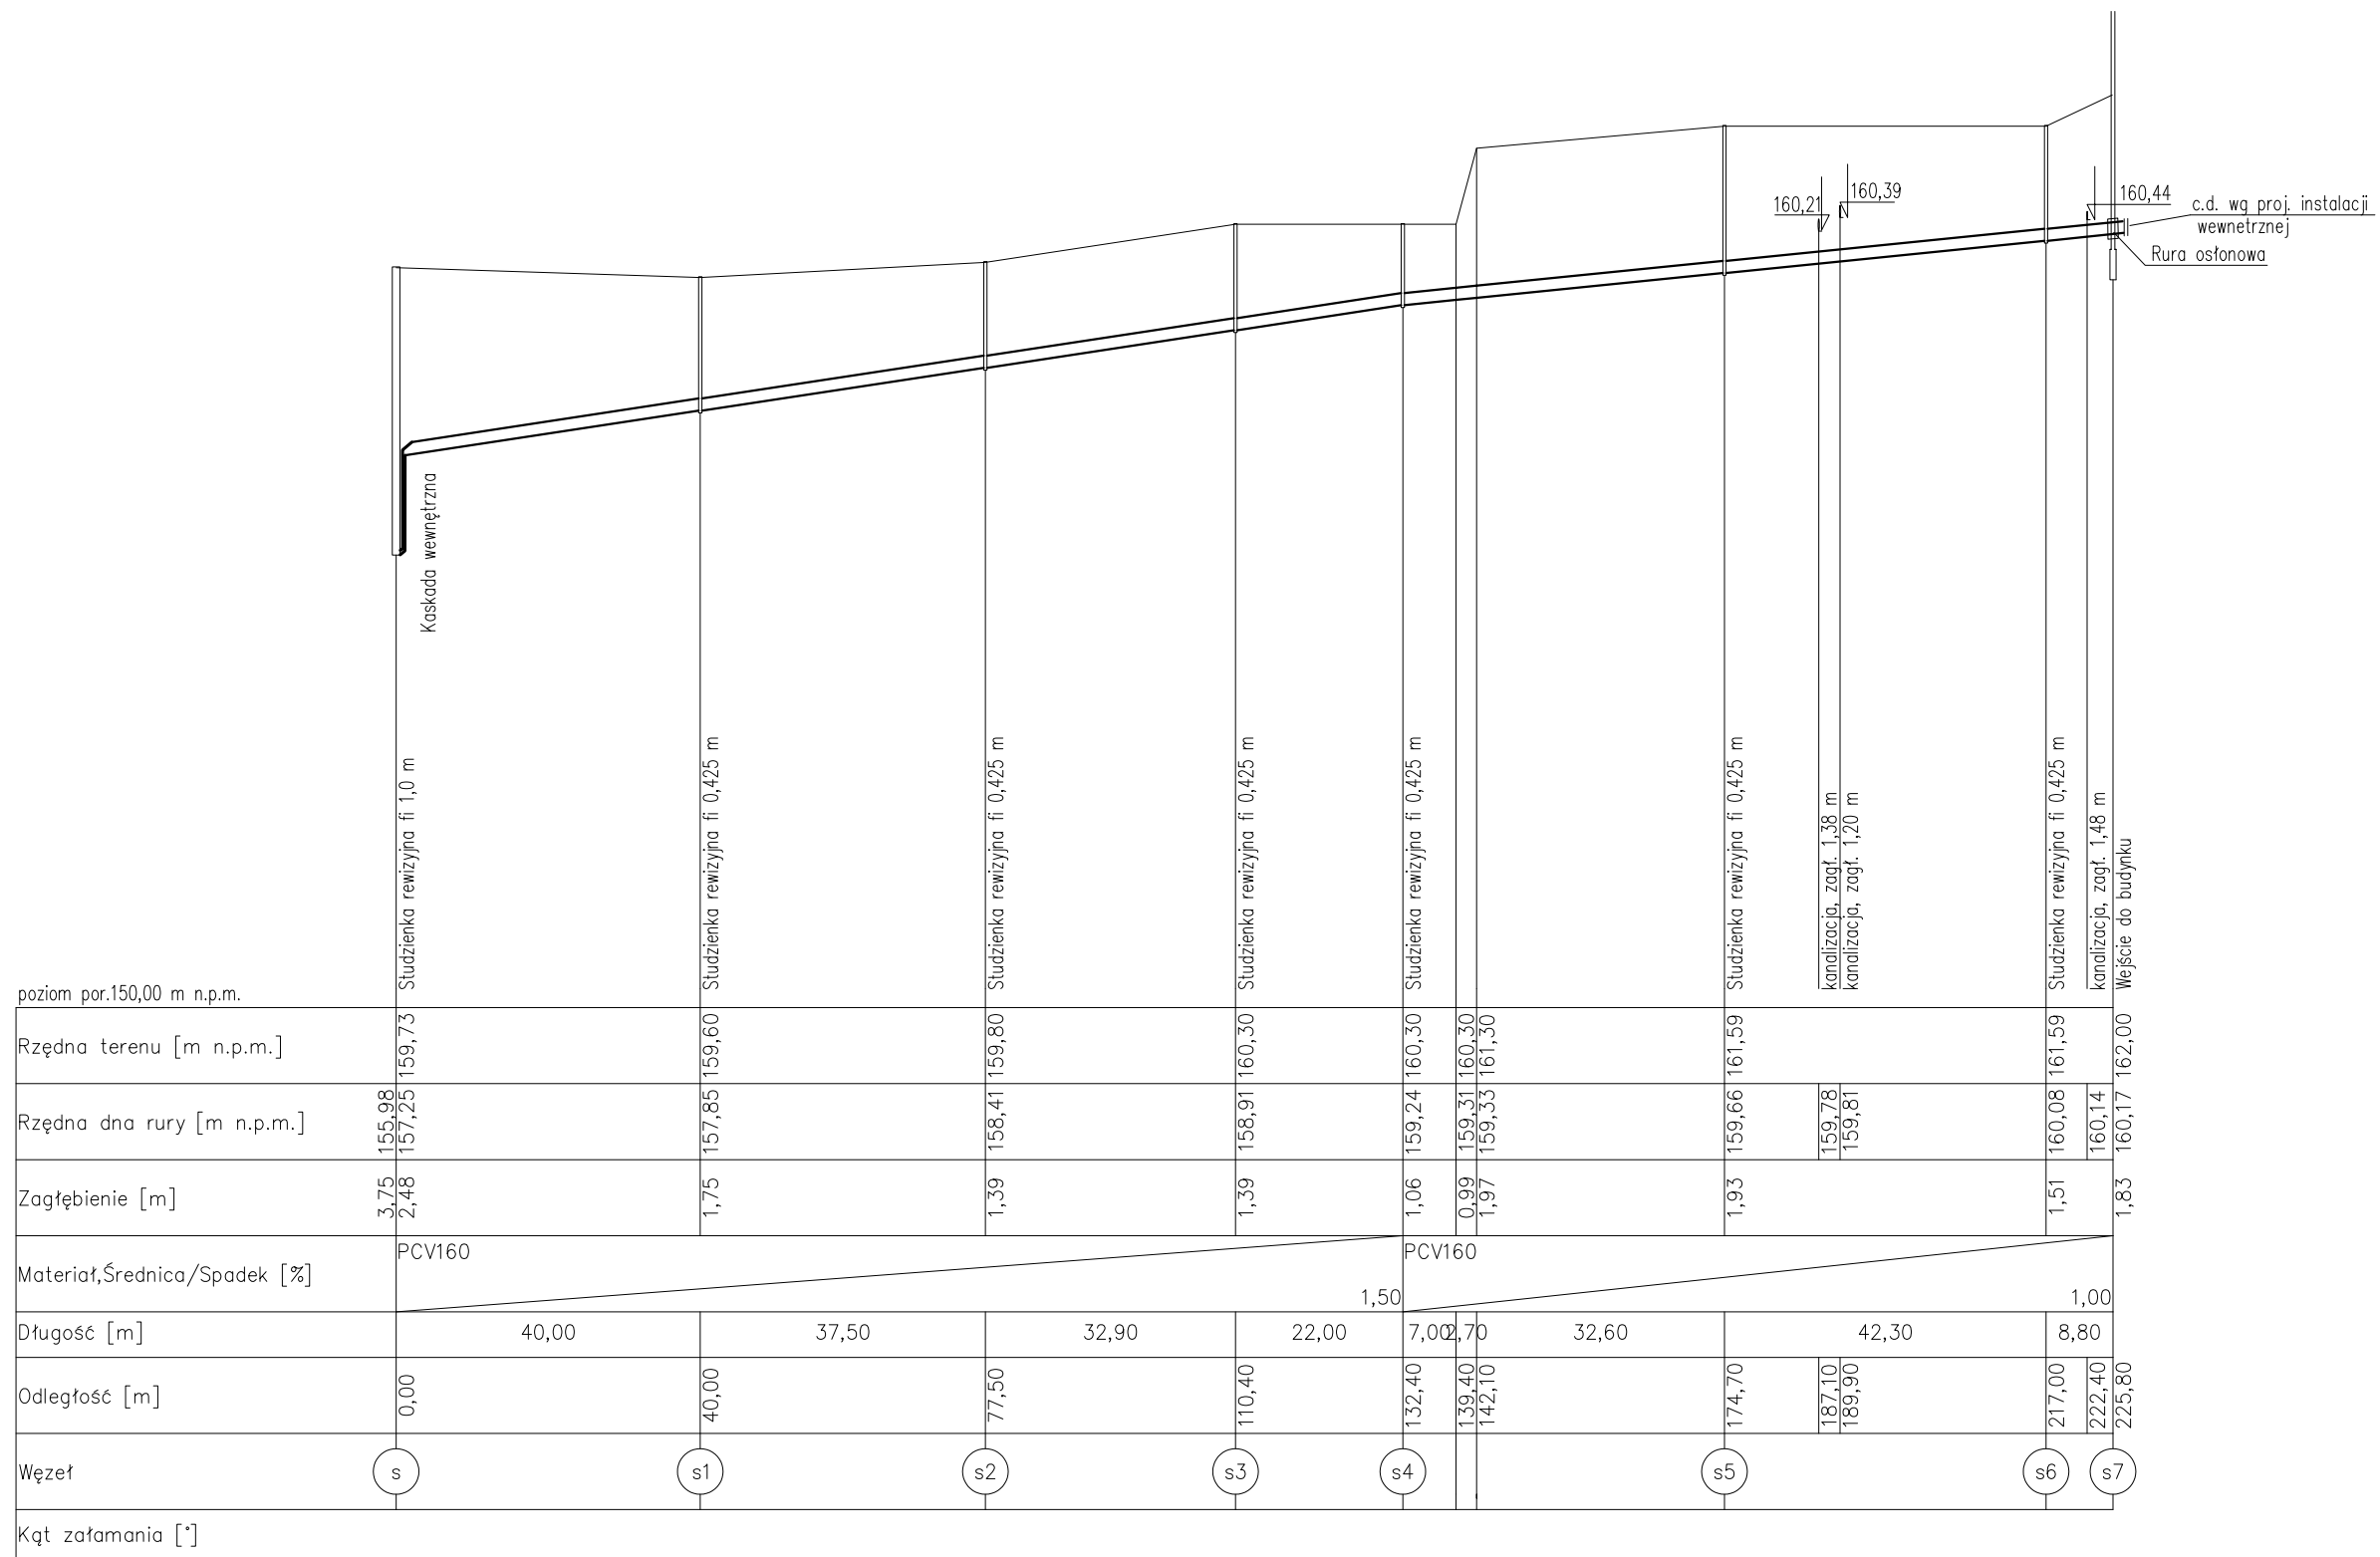 160,21
160,39
160,44
c.d. wg proj. instalacji
wewnetrznej
Rura osłonowa
Kaskada wewnętrzna
Studzienka rewizyjna fi 1,0 m
Studzienka rewizyjna fi 0,425 m
Studzienka rewizyjna fi 0,425 m
Studzienka rewizyjna fi 0,425 m
Studzienka rewizyjna fi 0,425 m
Studzienka rewizyjna fi 0,425 m
kanalizacja, zagł. 1,38 m
kanalizacja, zagł. 1,20 m
Studzienka rewizyjna fi 0,425 m
kanalizacja, zagł. 1,48 m
Wejście do budynku
poziom por.150,00 m n.p.m.
Rzędna terenu [m n.p.m.]
159,73
159,60
159,80
160,30
160,30
160,30
161,30
161,59
161,59
162,00
Rzędna dna rury [m n.p.m.]
155,98
157,25
157,85
158,41
158,91
159,24
159,31
159,33
159,66
159,78
159,81
160,08
160,14
160,17
Zagłębienie [m]
3,75
2,48
1,75
1,39
1,39
1,06
0,99
1,97
1,93
1,51
1,83
Materiał,Średnica/Spadek [%]
PCV160
1,50
PCV160
1,00
Długość [m]
40,00
37,50
32,90
22,00
7,00
2,70
32,60
42,30
8,80
Odległość [m]
0,00
40,00
77,50
110,40
132,40
139,40
142,10
174,70
187,10
189,90
217,00
222,40
225,80
Węzeł
s
s1
s2
s3
s4
s5
s6
s7
Kąt załamania [°]